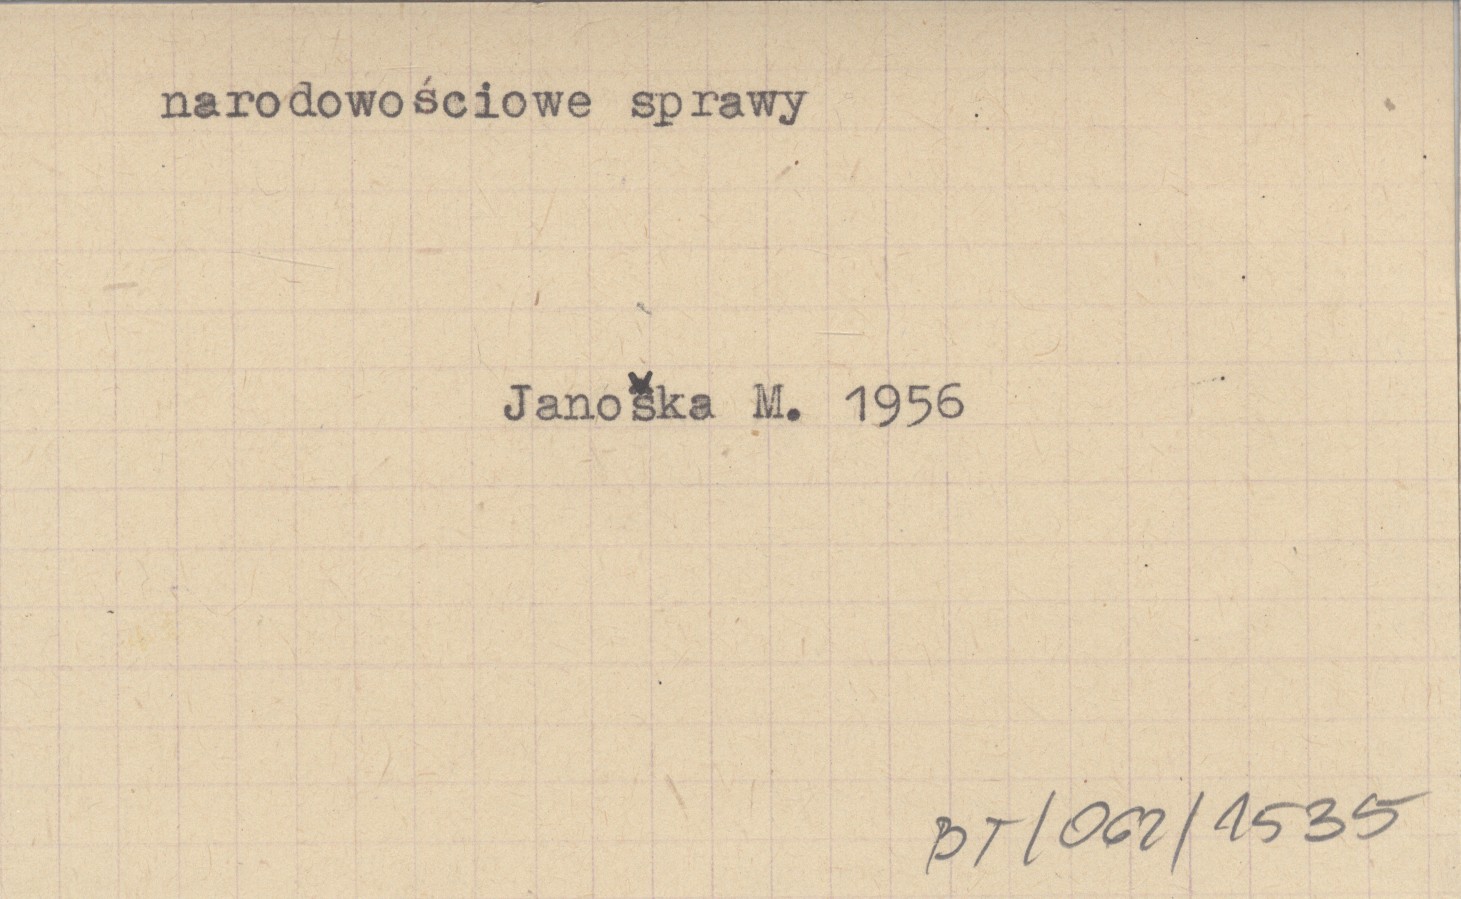 narodowościowe sprawy
Janoška M. 1956
BT/062/1535